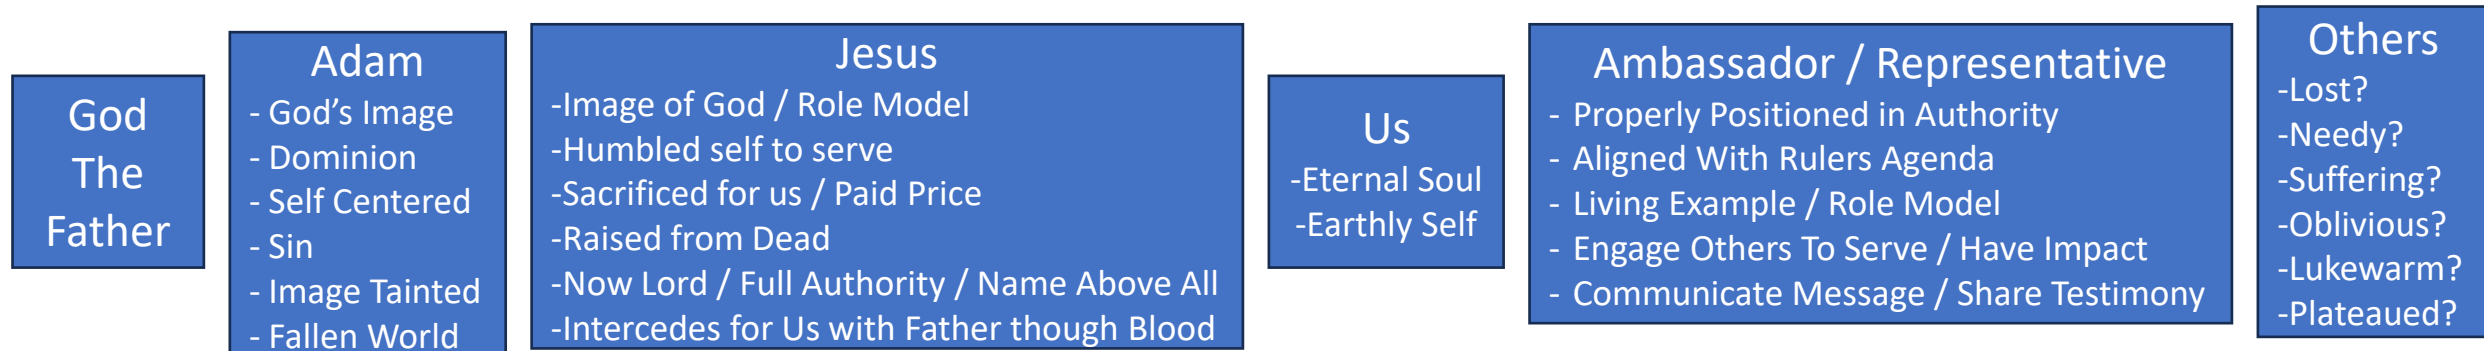 God
The
Father
Adam
- God's Image
- Dominion
- Self Centered
- Sin
- Image Tainted
- Fallen World
Jesus
-Image of God / Role Model
-Humbled self to serve
-Sacrificed for us / Paid Price
-Raised from Dead
-Now Lord / Full Authority / Name Above All
-Intercedes for Us with Father though Blood
Us
-Eternal Soul
-Earthly Self
Ambassador / Representative
- Properly Positioned in Authority
- Aligned With Rulers Agenda
- Living Example / Role Model
- Engage Others To Serve / Have Impact
- Communicate Message / Share Testimony
Others
-Lost?
-Needy?
-Suffering?
-Oblivious?
-Lukewarm?
-Plateaued?